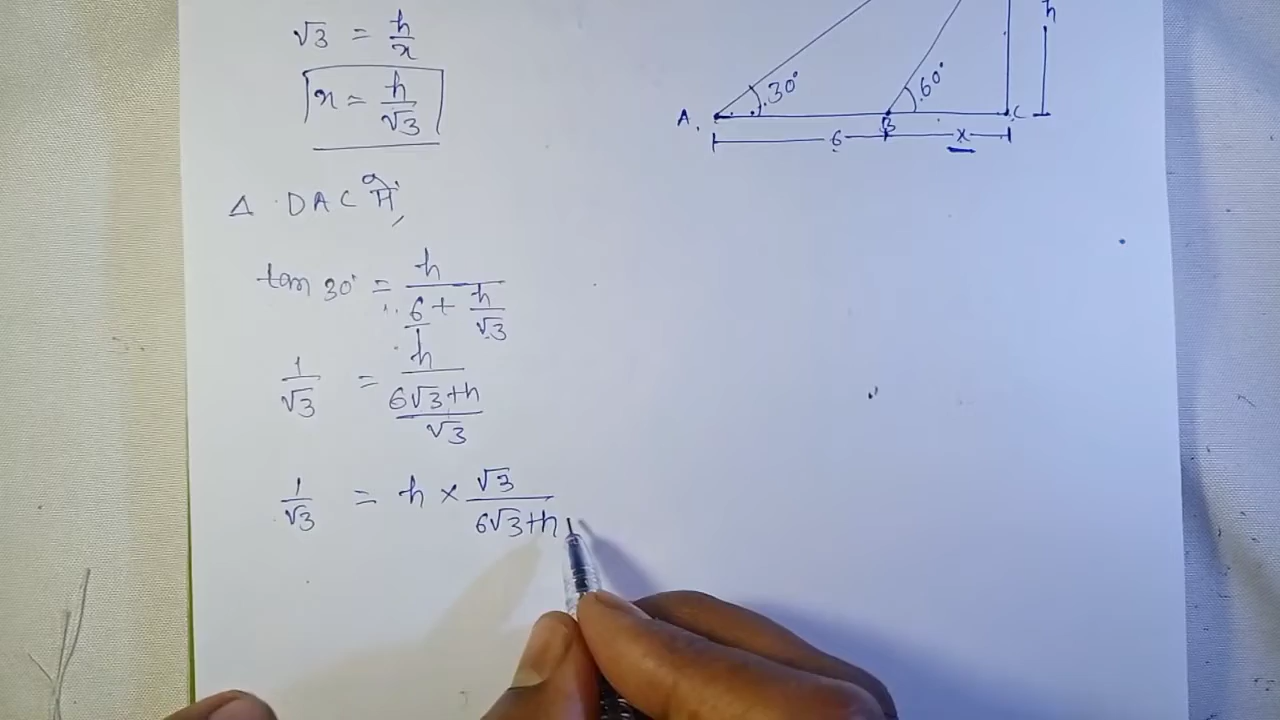 √3 = h/x
x = h/√3
Δ DAC में,
tan 30° = h/(6 + h/√3)
1/√3 = h/((6√3+h)/√3)
1/√3 = h × √3/(6√3+h)
h
30°
60°
A.
B
C
6
x